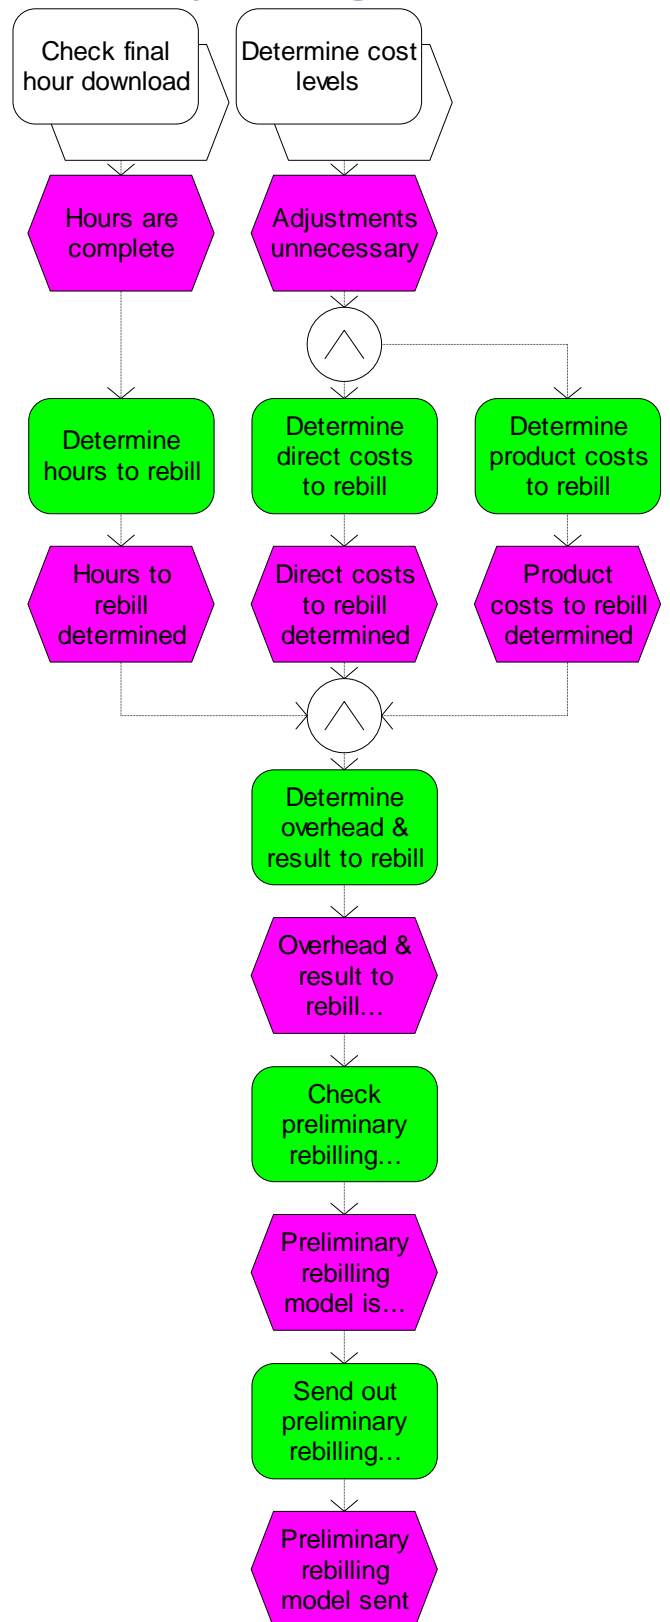 Check final
hour download
Determine cost
levels
Hours are
complete
Adjustments
unnecessary
Determine
hours to rebill
Determine
direct costs
to rebill
Determine
product costs
to rebill
Hours to
rebill
determined
Direct costs
to rebill
determined
Product
costs to rebill
determined
Determine
overhead &
result to rebill
Overhead &
result to
rebill...
Check
preliminary
rebilling...
Preliminary
rebilling
model is...
Send out
preliminary
rebilling...
Preliminary
rebilling
model sent